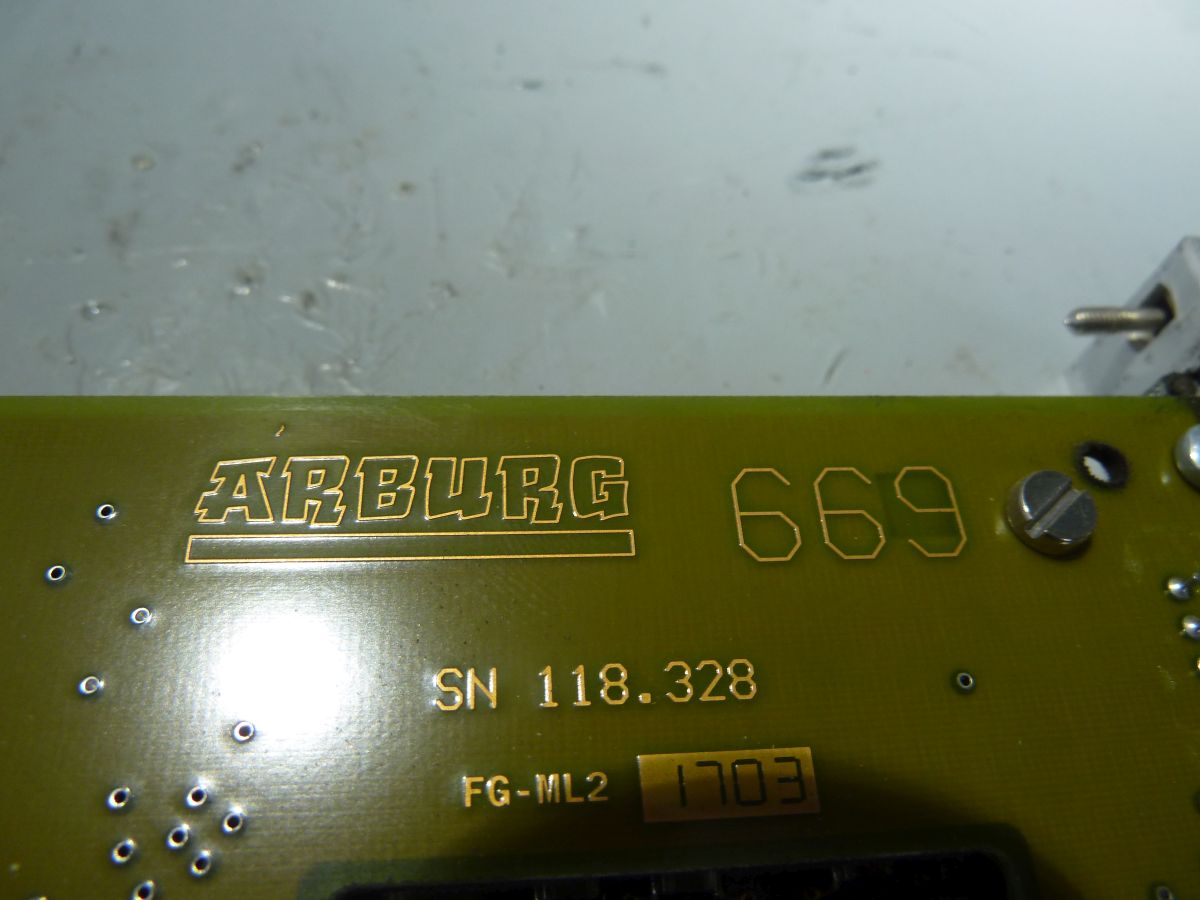 ARBURG 669
SN 118.328
FG-ML2 1703